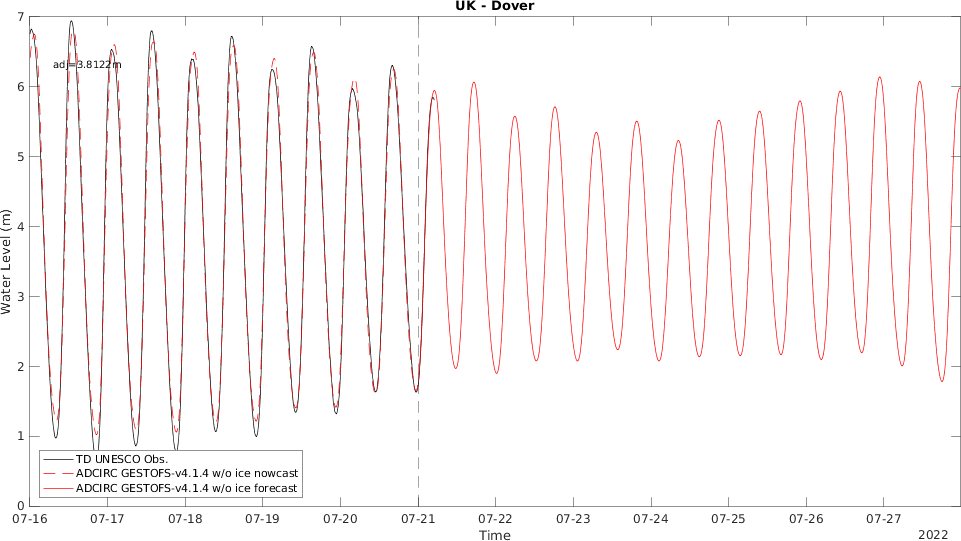 UK - Dover
7
6
5
4
3
2
1
0
Water Level (m)
adj=3.8122m
TD UNESCO Obs.
ADCIRC GESTOFS-v4.1.4 w/o ice nowcast
ADCIRC GESTOFS-v4.1.4 w/o ice forecast
07-16 07-17 07-18 07-19 07-20 07-21 07-22 07-23 07-24 07-25 07-26 07-27
Time
2022